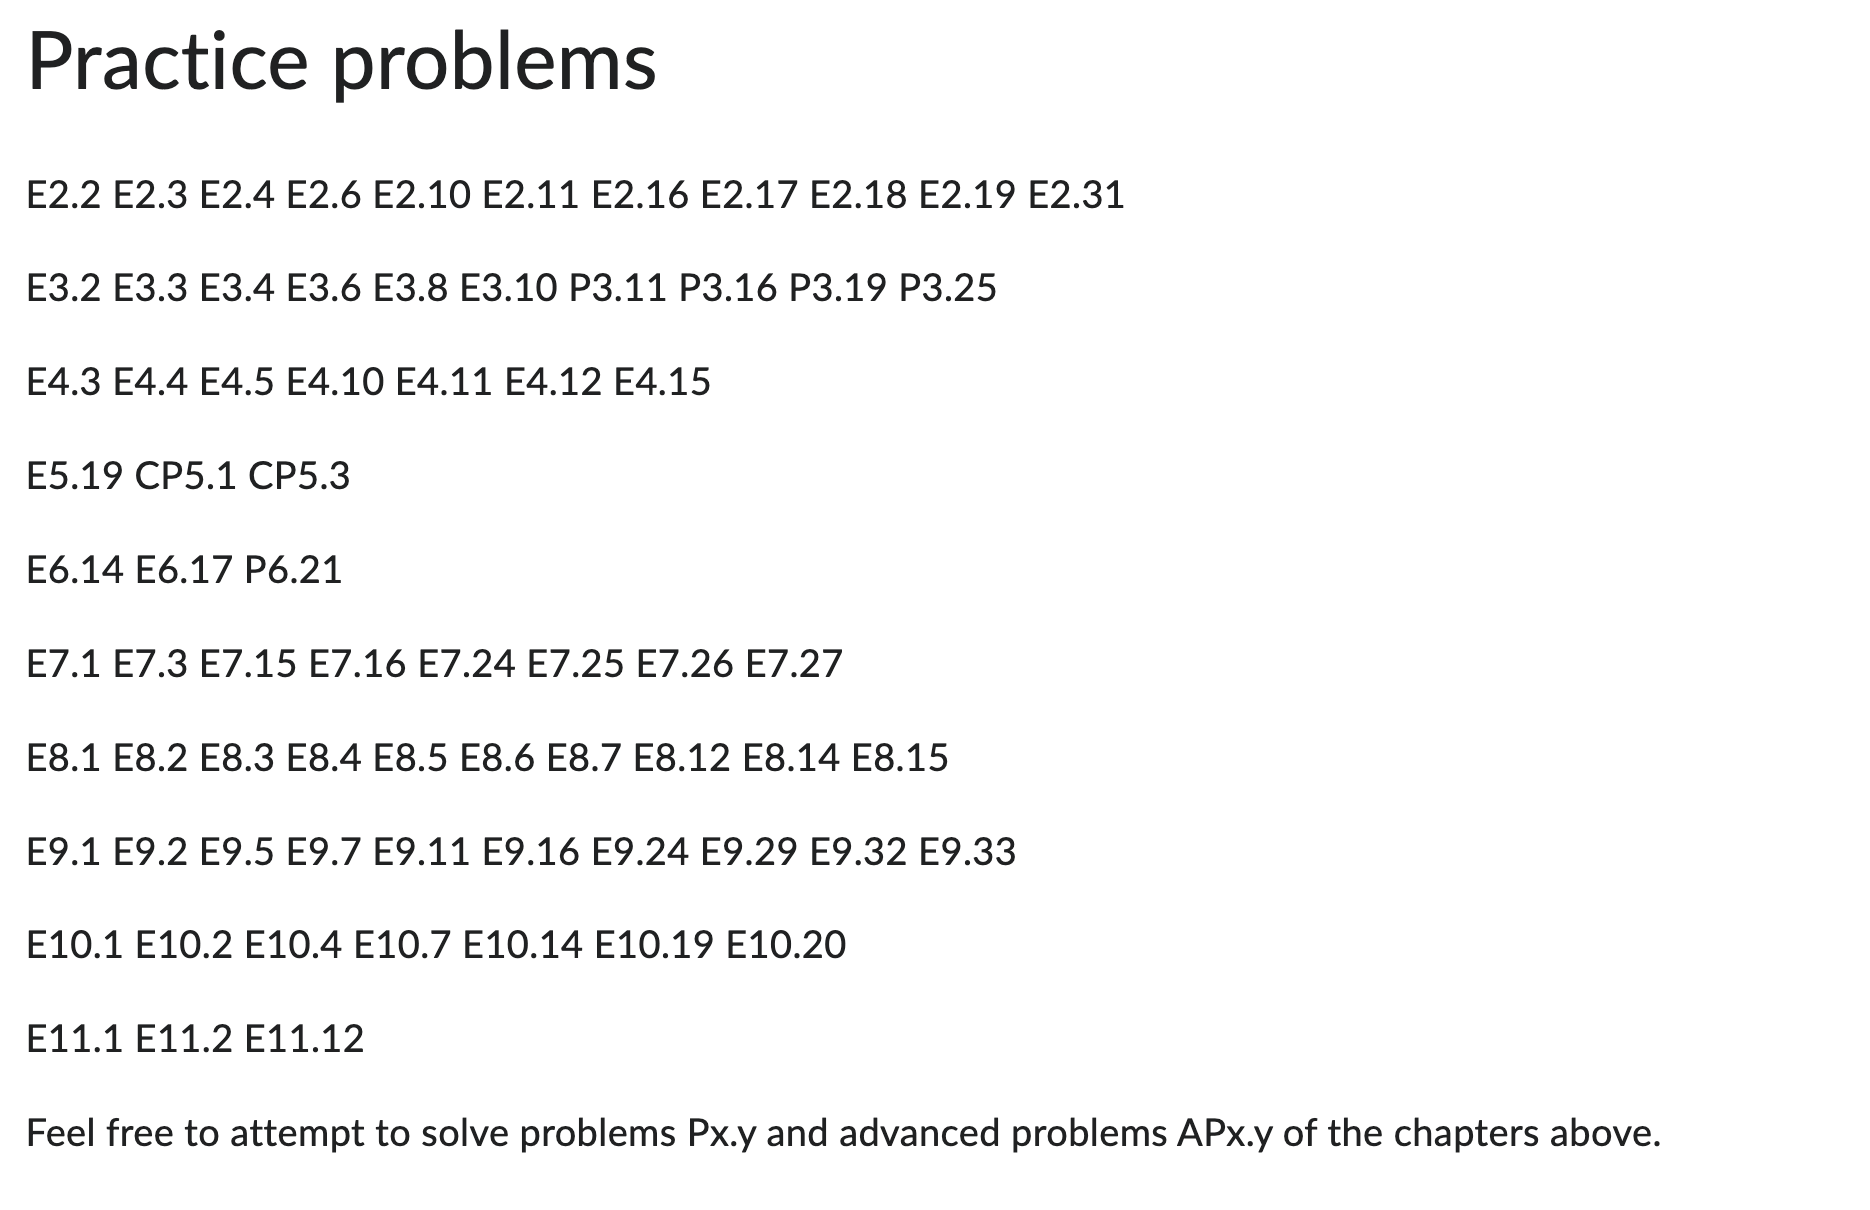 Practice problems
E2.2 E2.3 E2.4 E2.6 E2.10 E2.11 E2.16 E2.17 E2.18 E2.19 E2.31
E3.2 E3.3 E3.4 E3.6 E3.8 E3.10 P3.11 P3.16 P3.19 P3.25
E4.3 E4.4 E4.5 E4.10 E4.11 E4.12 E4.15
E5.19 CP5.1 CP5.3
E6.14 E6.17 P6.21
E7.1 E7.3 E7.15 E7.16 E7.24 E7.25 E7.26 E7.27
E8.1 E8.2 E8.3 E8.4 E8.5 E8.6 E8.7 E8.12 E8.14 E8.15
E9.1 E9.2 E9.5 E9.7 E9.11 E9.16 E9.24 E9.29 E9.32 E9.33
E10.1 E10.2 E10.4 E10.7 E10.14 E10.19 E10.20
E11.1 E11.2 E11.12
Feel free to attempt to solve problems Px.y and advanced problems APx.y of the chapters above.